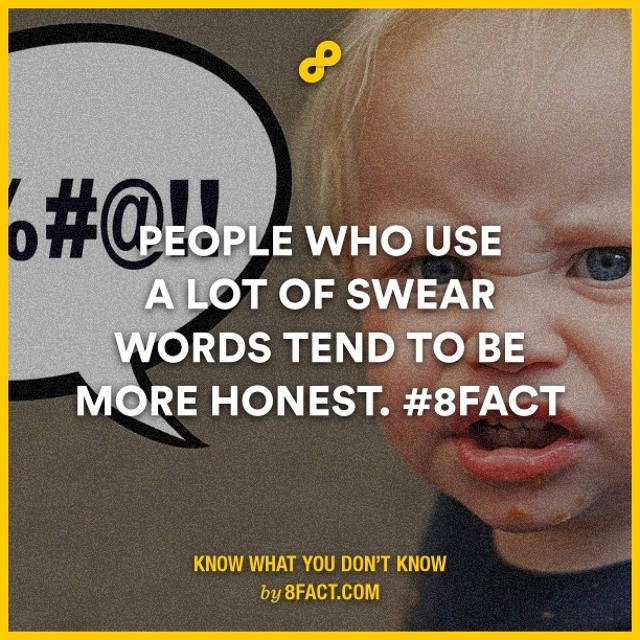 %#@!!
PEOPLE WHO USE
A LOT OF SWEAR
WORDS TEND TO BE
MORE HONEST. #8FACT
KNOW WHAT YOU DON'T KNOW
by 8FACT.COM